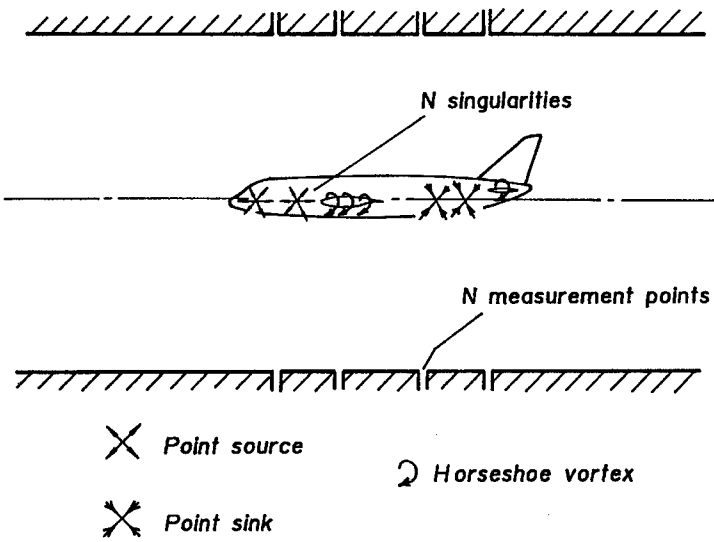 N singularities
N measurement points
Point source
Horseshoe vortex
Point sink